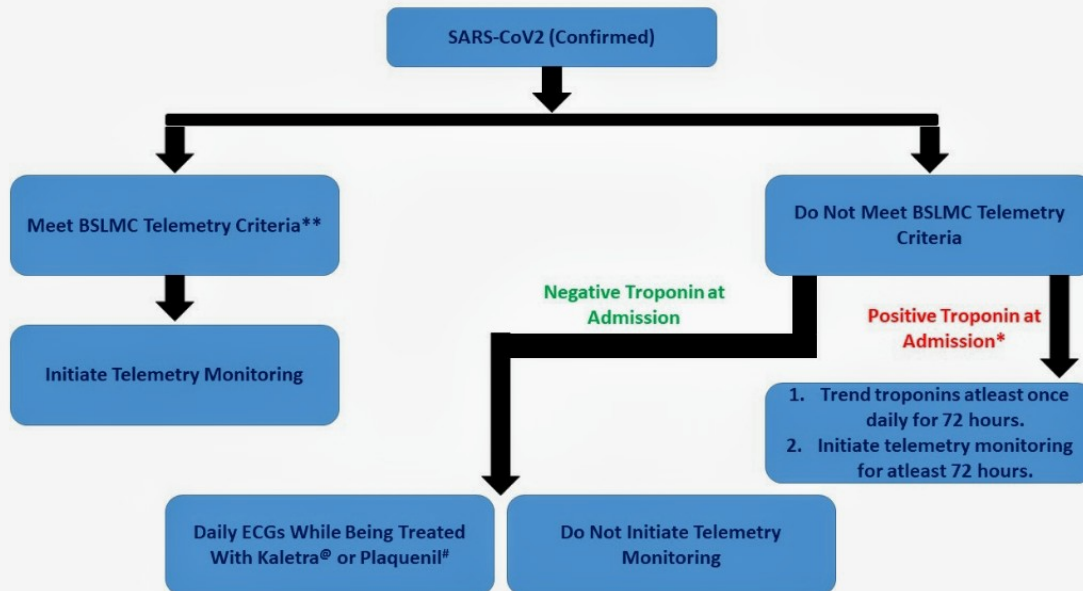 SARS-CoV2 (Confirmed)
Meet BSLMC Telemetry Criteria**
Do Not Meet BSLMC Telemetry
Criteria
Negative Troponin at
Admission
Positive Troponin at
Admission*
Initiate Telemetry Monitoring
1. Trend troponins atleast once
daily for 72 hours.
2. Initiate telemetry monitoring
for atleast 72 hours.
Daily ECGs While Being Treated
With Kaletra@ or Plaquenil#
Do Not Initiate Telemetry
Monitoring